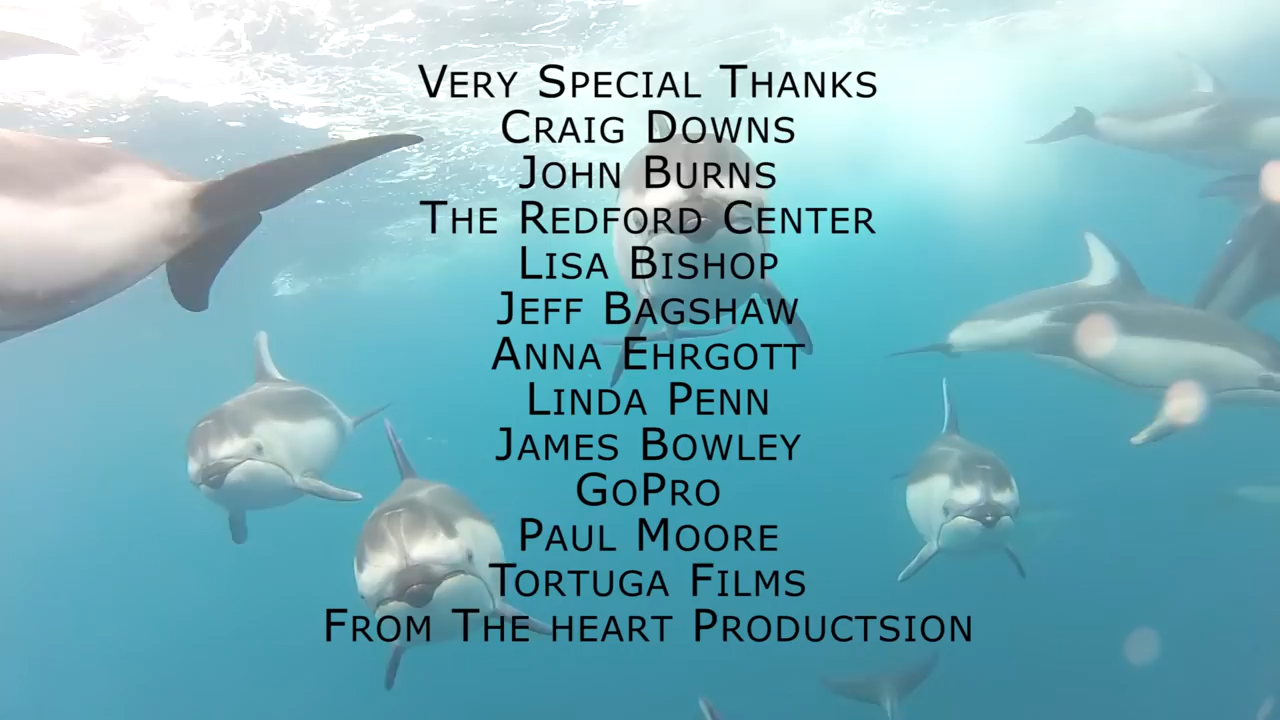 Very Special Thanks
Craig Downs
John Burns
The Redford Center
Lisa Bishop
Jeff Bagshaw
Anna Ehrgott
Linda Penn
James Bowley
GoPro
Paul Moore
Tortuga Films
From The heart Productsion